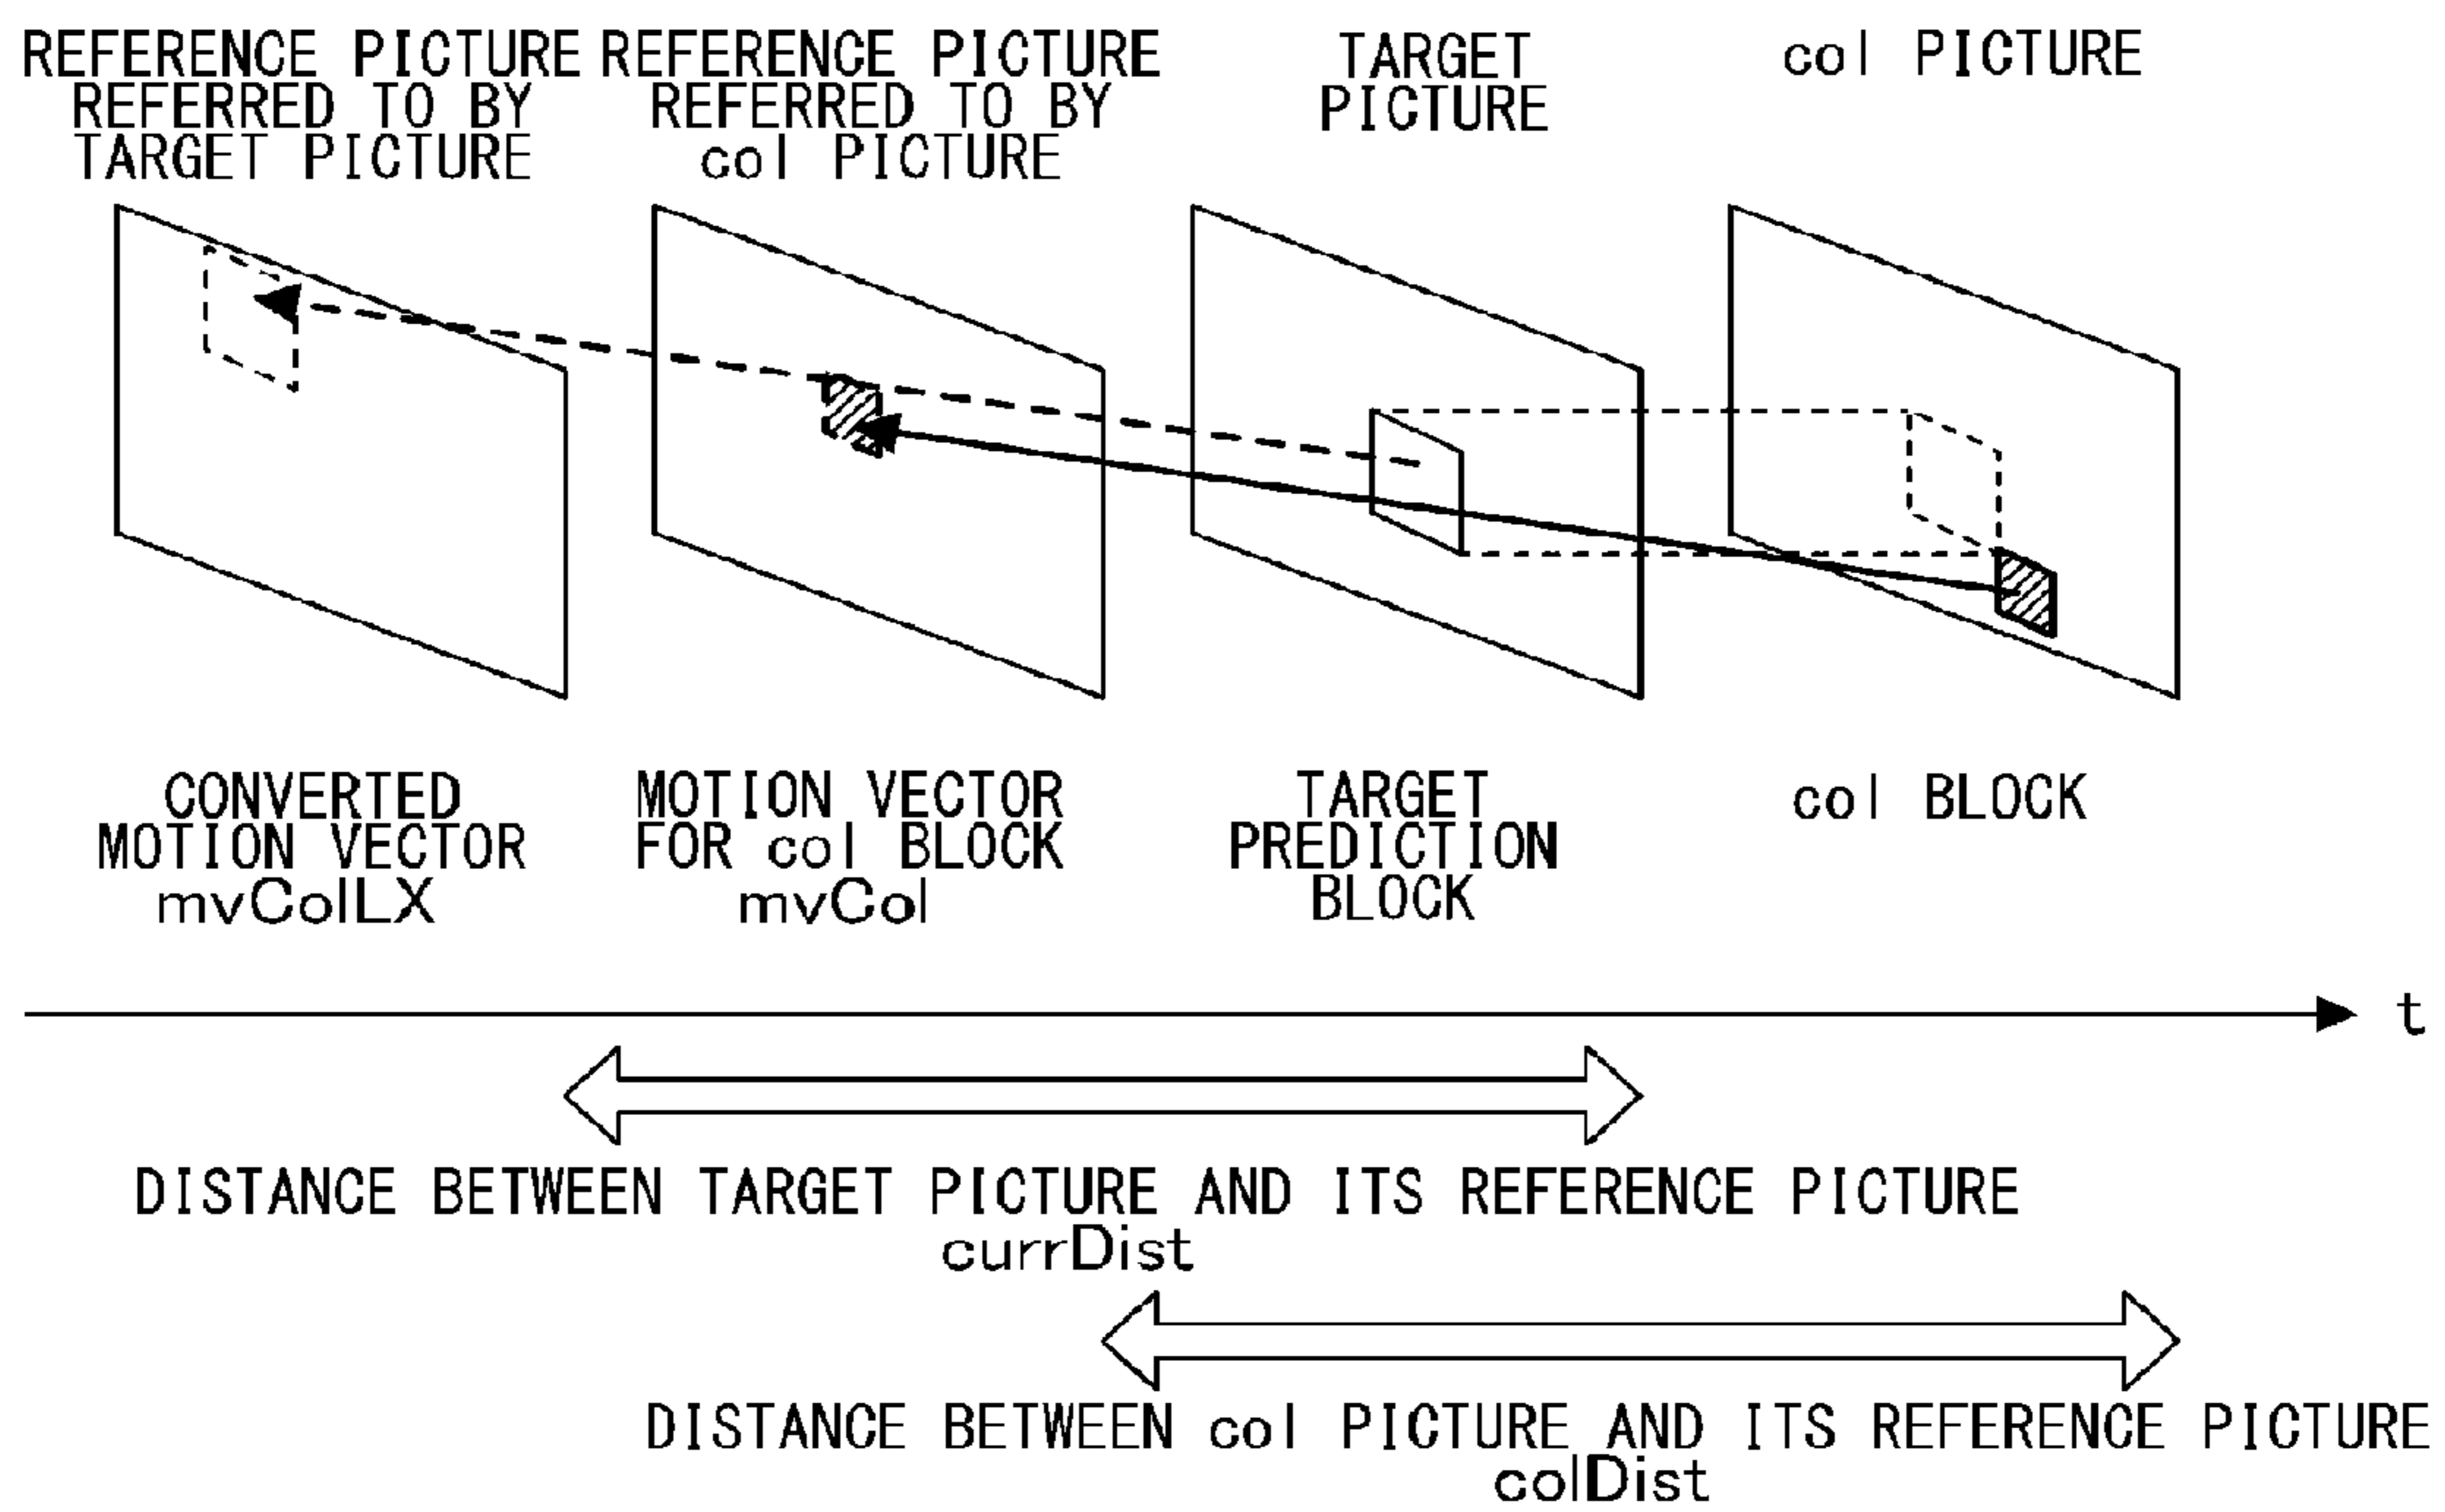 REFERENCE PICTURE
REFERRED TO BY
TARGET PICTURE
REFERENCE PICTURE
REFERRED TO BY
col PICTURE
TARGET
PICTURE
col PICTURE
CONVERTED
MOTION VECTOR
mvColLX
MOTION VECTOR
FOR col BLOCK
mvCol
TARGET
PREDICTION
BLOCK
col BLOCK
t
DISTANCE BETWEEN TARGET PICTURE AND ITS REFERENCE PICTURE
currDist
DISTANCE BETWEEN col PICTURE AND ITS REFERENCE PICTURE
colDist